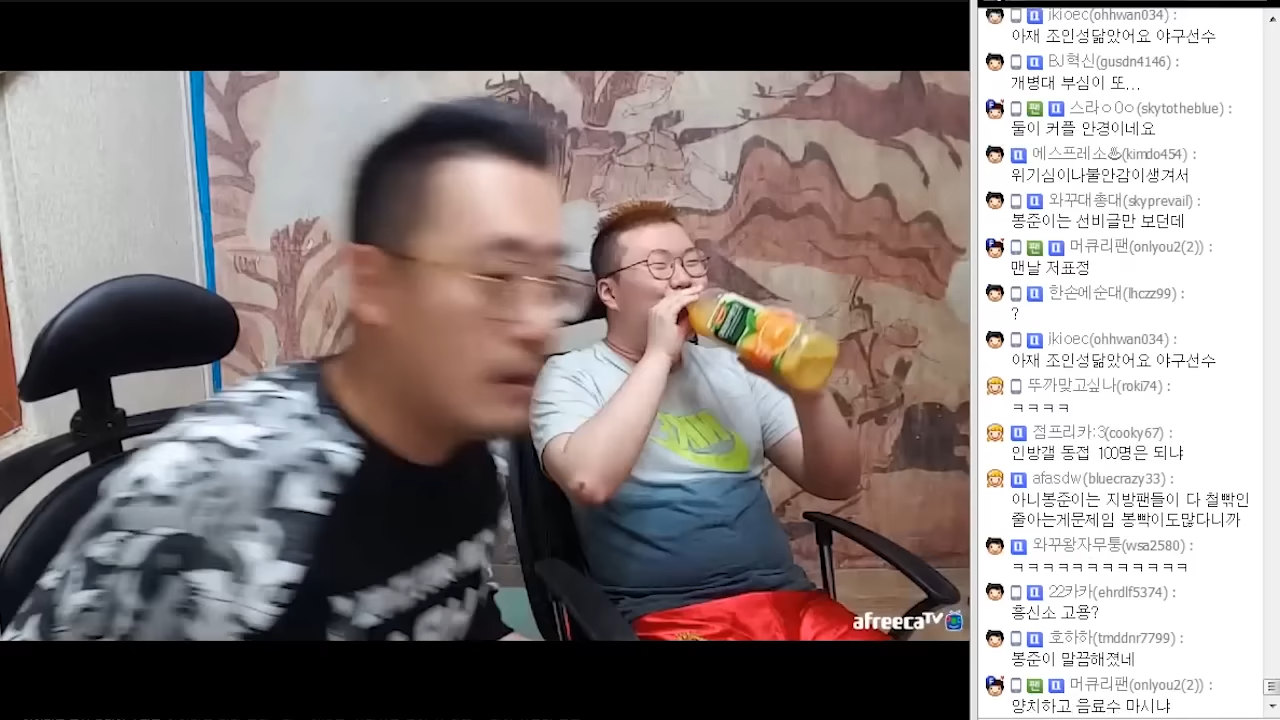 jkioec(ohhwan034) :
아재 조인성닮았어요 야구선수
BJ혁신(gusdn4146) :
개병대 부심이 또...
팬 스라ㅇ0ㅇ(skytotheblue) :
둘이 커플 안경이네요
에스프레소♨(kimdo454) :
위기심이나불안감이생겨서
와꾸대총대(skyprevail) :
봉준이는 선비글만 보던데
팬 머큐리팬(onlyou2(2)) :
맨날 저표정
한손에순대(lhczz99) :
?
jkioec(ohhwan034) :
아재 조인성닮았어요 야구선수
뚜까맞고싶나(roki74) :
ㅋㅋㅋㅋ
점프리카:3(cooky67) :
인방갤 동접 100명은 되냐
afasdw(bluecrazy33) :
아니봉준이는 지방팬들이 다 철빡인
줄아는게문제임 봉빡이도많다니까
와꾸왕자무퉁(wsa2580) :
ㅋㅋㅋㅋㅋㅋㅋㅋㅋㅋㅋㅋ
22카카(ehrdlf5374) :
흥신소 고용?
호하하(tmddnr7799) :
봉준이 말끔해졌네
팬 머큐리팬(onlyou2(2)) :
양치하고 음료수 마시냐
afreecaTV